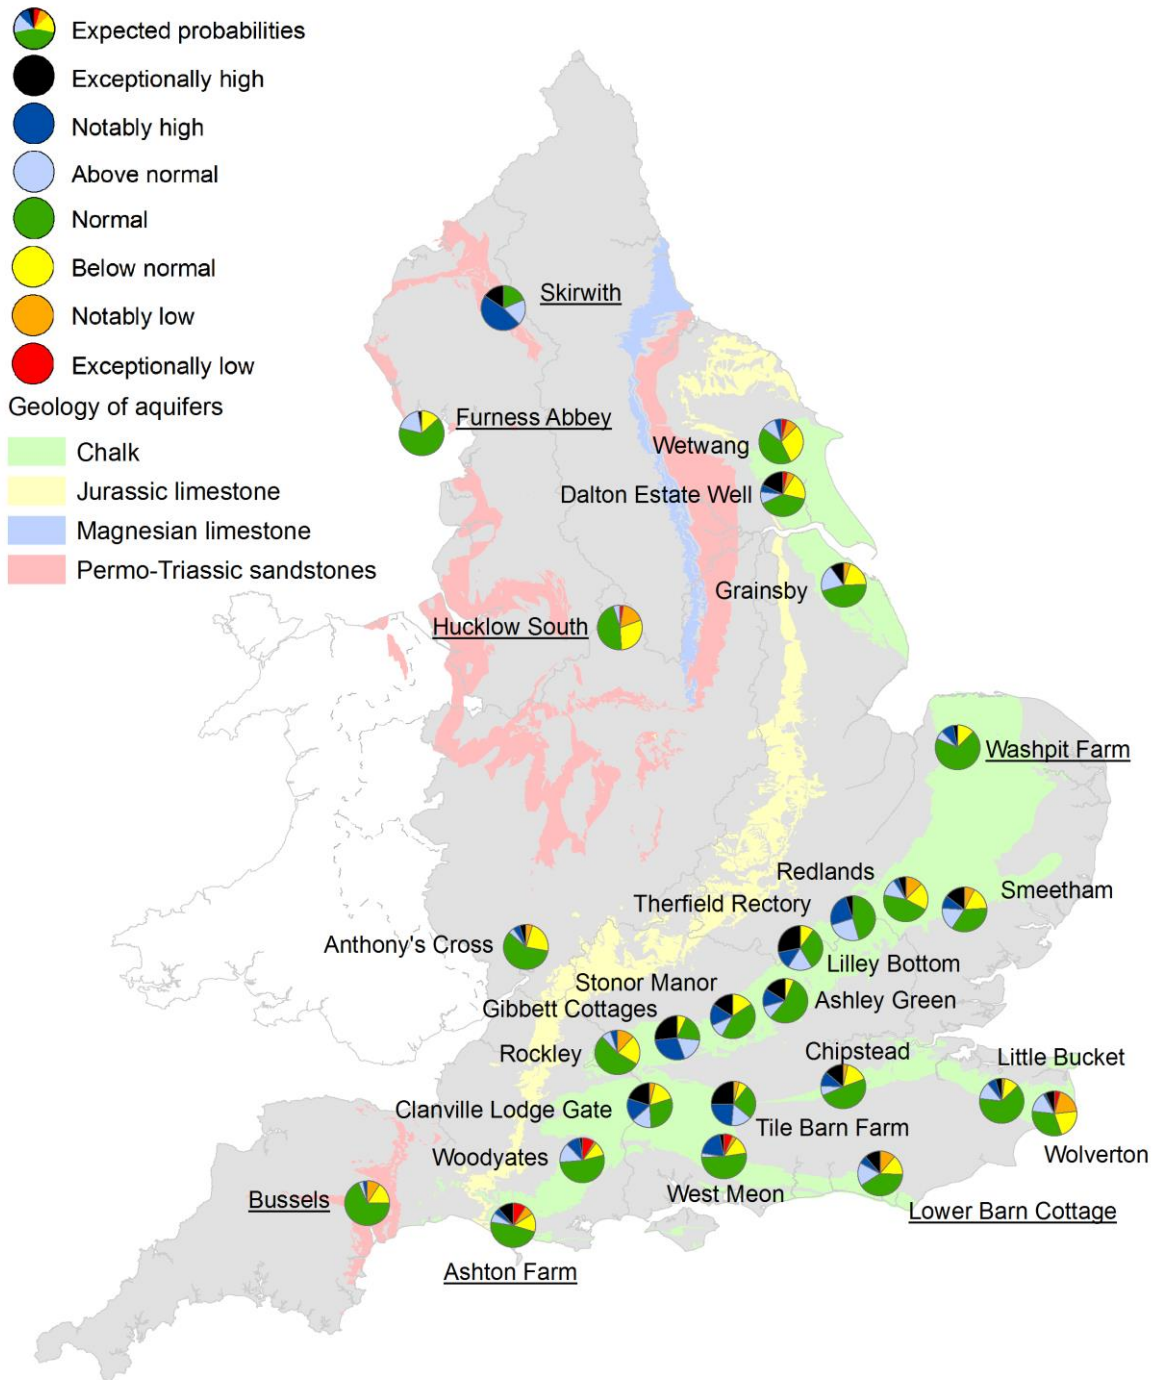 Expected probabilities
Exceptionally high
Notably high
Above normal
Normal
Below normal
Notably low
Exceptionally low
Geology of aquifers
Chalk
Jurassic limestone
Magnesian limestone
Permo-Triassic sandstones
Skirwith
Furness Abbey
Wetwang
Dalton Estate Well
Grainsby
Hucklow South
Washpit Farm
Redlands
Smeetham
Therfield Rectory
Anthony's Cross
Lilley Bottom
Stonor Manor
Ashley Green
Gibbett Cottages
Rockley
Chipstead
Little Bucket
Clanville Lodge Gate
Tile Barn Farm
Wolverton
Woodyates
West Meon
Bussels
Lower Barn Cottage
Ashton Farm